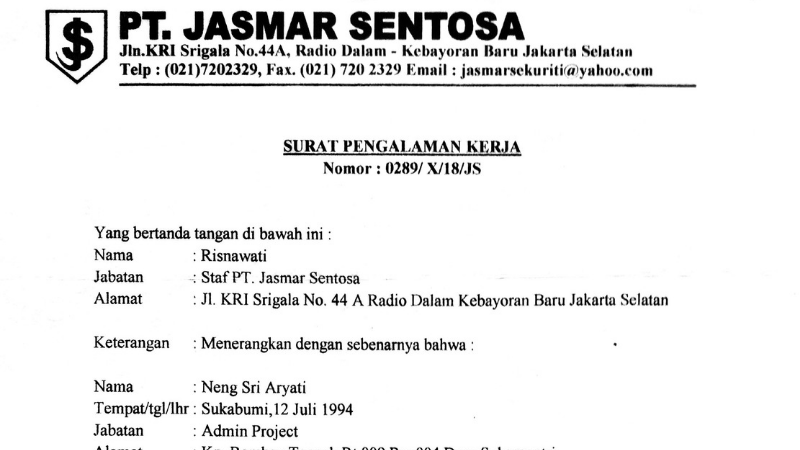 PT. JASMAR SENTOSA
Jln.KRI Srigala No.44A, Radio Dalam - Kebayoran Baru Jakarta Selatan
Telp : (021)7202329, Fax. (021) 720 2329 Email : jasmarsekuriti@yahoo.com
SURAT PENGALAMAN KERJA
Nomor : 0289/ X/18/JS
Yang bertanda tangan di bawah ini :
Nama : Risnawati
Jabatan : Staf PT. Jasmar Sentosa
Alamat : Jl. KRI Srigala No. 44 A Radio Dalam Kebayoran Baru Jakarta Selatan
Keterangan : Menerangkan dengan sebenarnya bahwa :
Nama : Neng Sri Aryati
Tempat/tgl/lhr : Sukabumi,12 Juli 1994
Jabatan : Admin Project